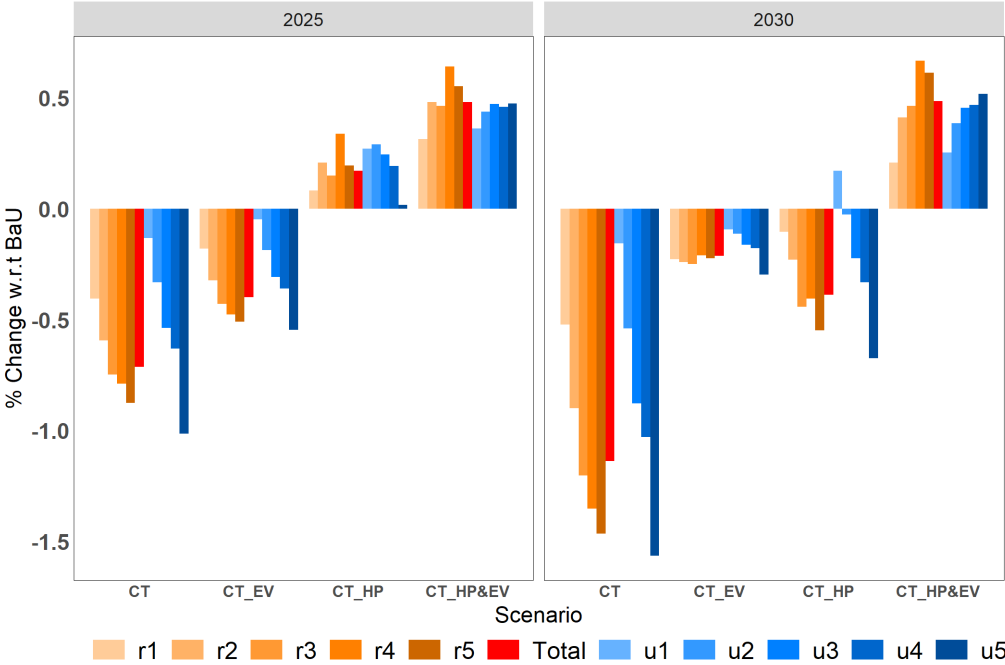 2025 2030
% Change w.r.t BaU
0.5
0.0
-0.5
-1.0
-1.5
CT CT_EV CT_HP CT_HP&EV CT CT_EV CT_HP CT_HP&EV
Scenario
r1 r2 r3 r4 r5 Total u1 u2 u3 u4 u5